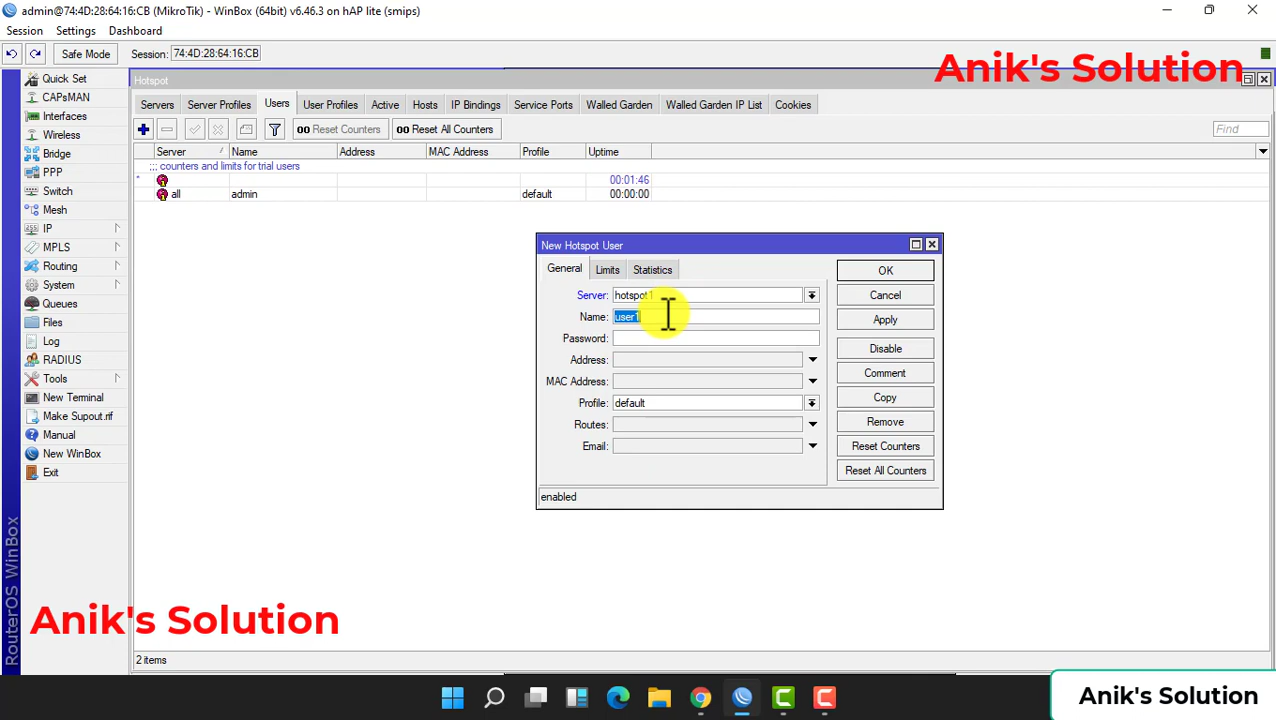 admin@74:4D:28:64:16:CB (MikroTik) - WinBox (64bit) v6.46.3 on hAP lite (smips)
Session Settings Dashboard
Safe Mode Session: 74:4D:28:64:16:CB
Anik's Solution
Hotspot
Servers Server Profiles Users User Profiles Active Hosts IP Bindings Service Ports Walled Garden Walled Garden IP List Cookies
00 Reset Counters 00 Reset All Counters Find
Server Name Address MAC Address Profile Uptime
;;; counters and limits for trial users
00:01:46
all admin default 00:00:00
Quick Set
CAPsMAN
Interfaces
Wireless
Bridge
PPP
Switch
Mesh
IP
MPLS
Routing
System
Queues
Files
Log
RADIUS
Tools
New Terminal
Make Supout.rif
Manual
New WinBox
Exit
RouterOS WinBox
New Hotspot User
General Limits Statistics
Server: hotspot1
Name: user1
Password:
Address:
MAC Address:
Profile: default
Routes:
Email:
OK
Cancel
Apply
Disable
Comment
Copy
Remove
Reset Counters
Reset All Counters
enabled
Anik's Solution
2 items
Anik's Solution